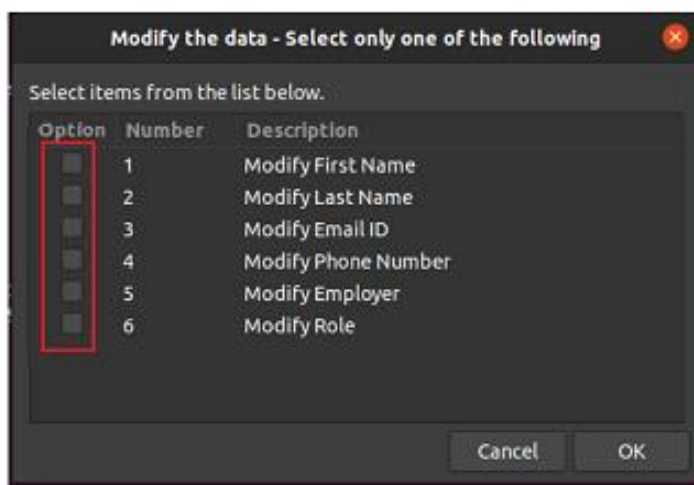 Modify the data - Select only one of the following
Select items from the list below.
Option Number Description
1 Modify First Name
2 Modify Last Name
3 Modify Email ID
4 Modify Phone Number
5 Modify Employer
6 Modify Role
Cancel OK